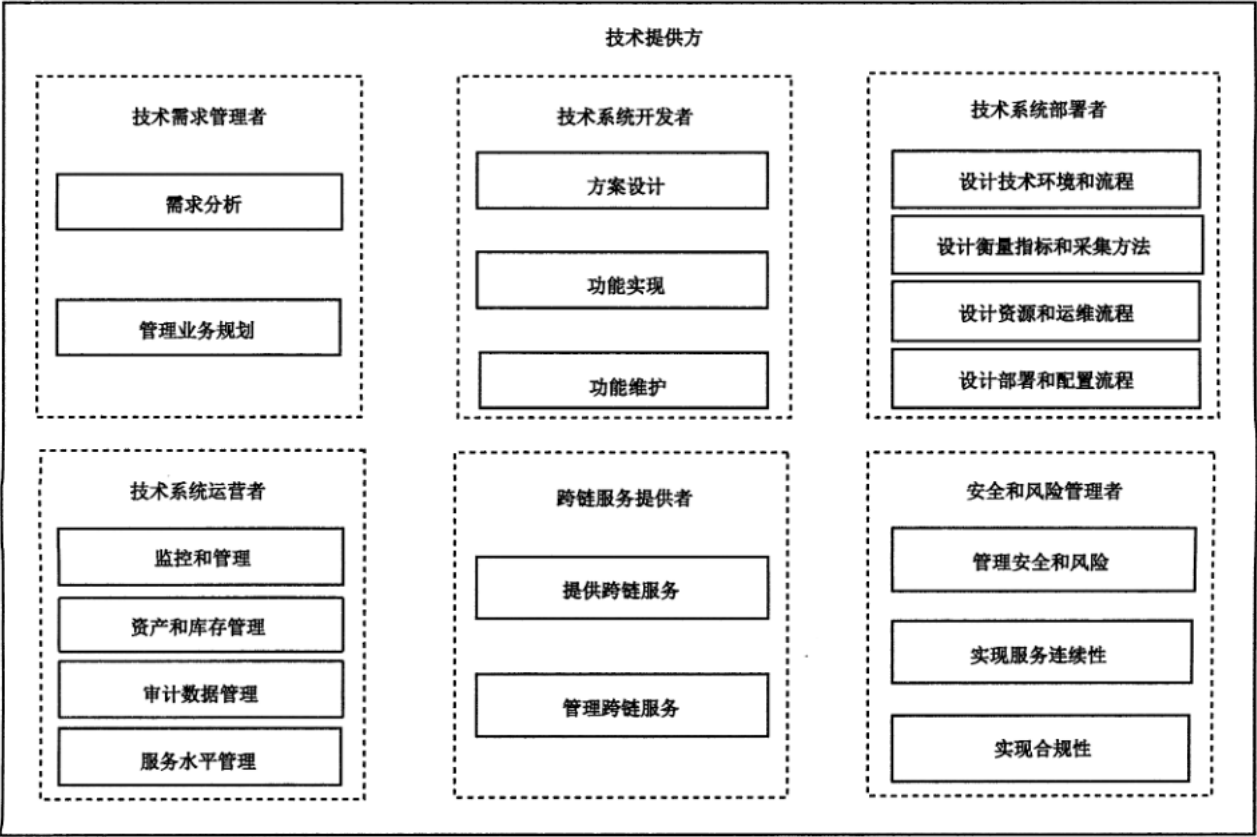 技术提供方
技术需求管理者
需求分析
管理业务规划
技术系统开发者
方案设计
功能实现
功能维护
技术系统部署者
设计技术环境和流程
设计衡量指标和采集方法
设计资源和运维流程
设计部署和配置流程
技术系统运营者
监控和管理
资产和库存管理
审计数据管理
服务水平管理
跨链服务提供者
提供跨链服务
管理跨链服务
安全和风险管理者
管理安全和风险
实现服务连续性
实现合规性